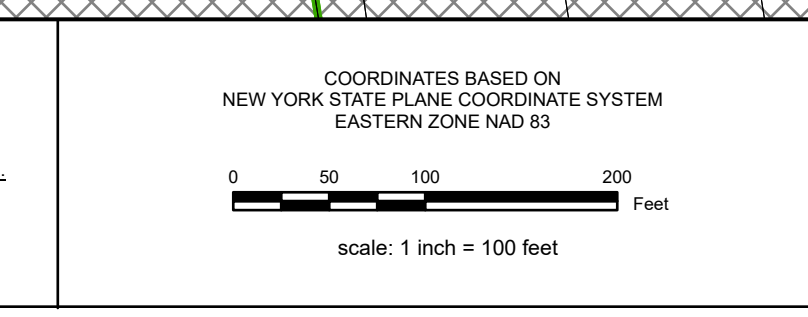 COORDINATES BASED ON
NEW YORK STATE PLANE COORDINATE SYSTEM
EASTERN ZONE NAD 83
0 50 100 200
Feet
scale: 1 inch = 100 feet